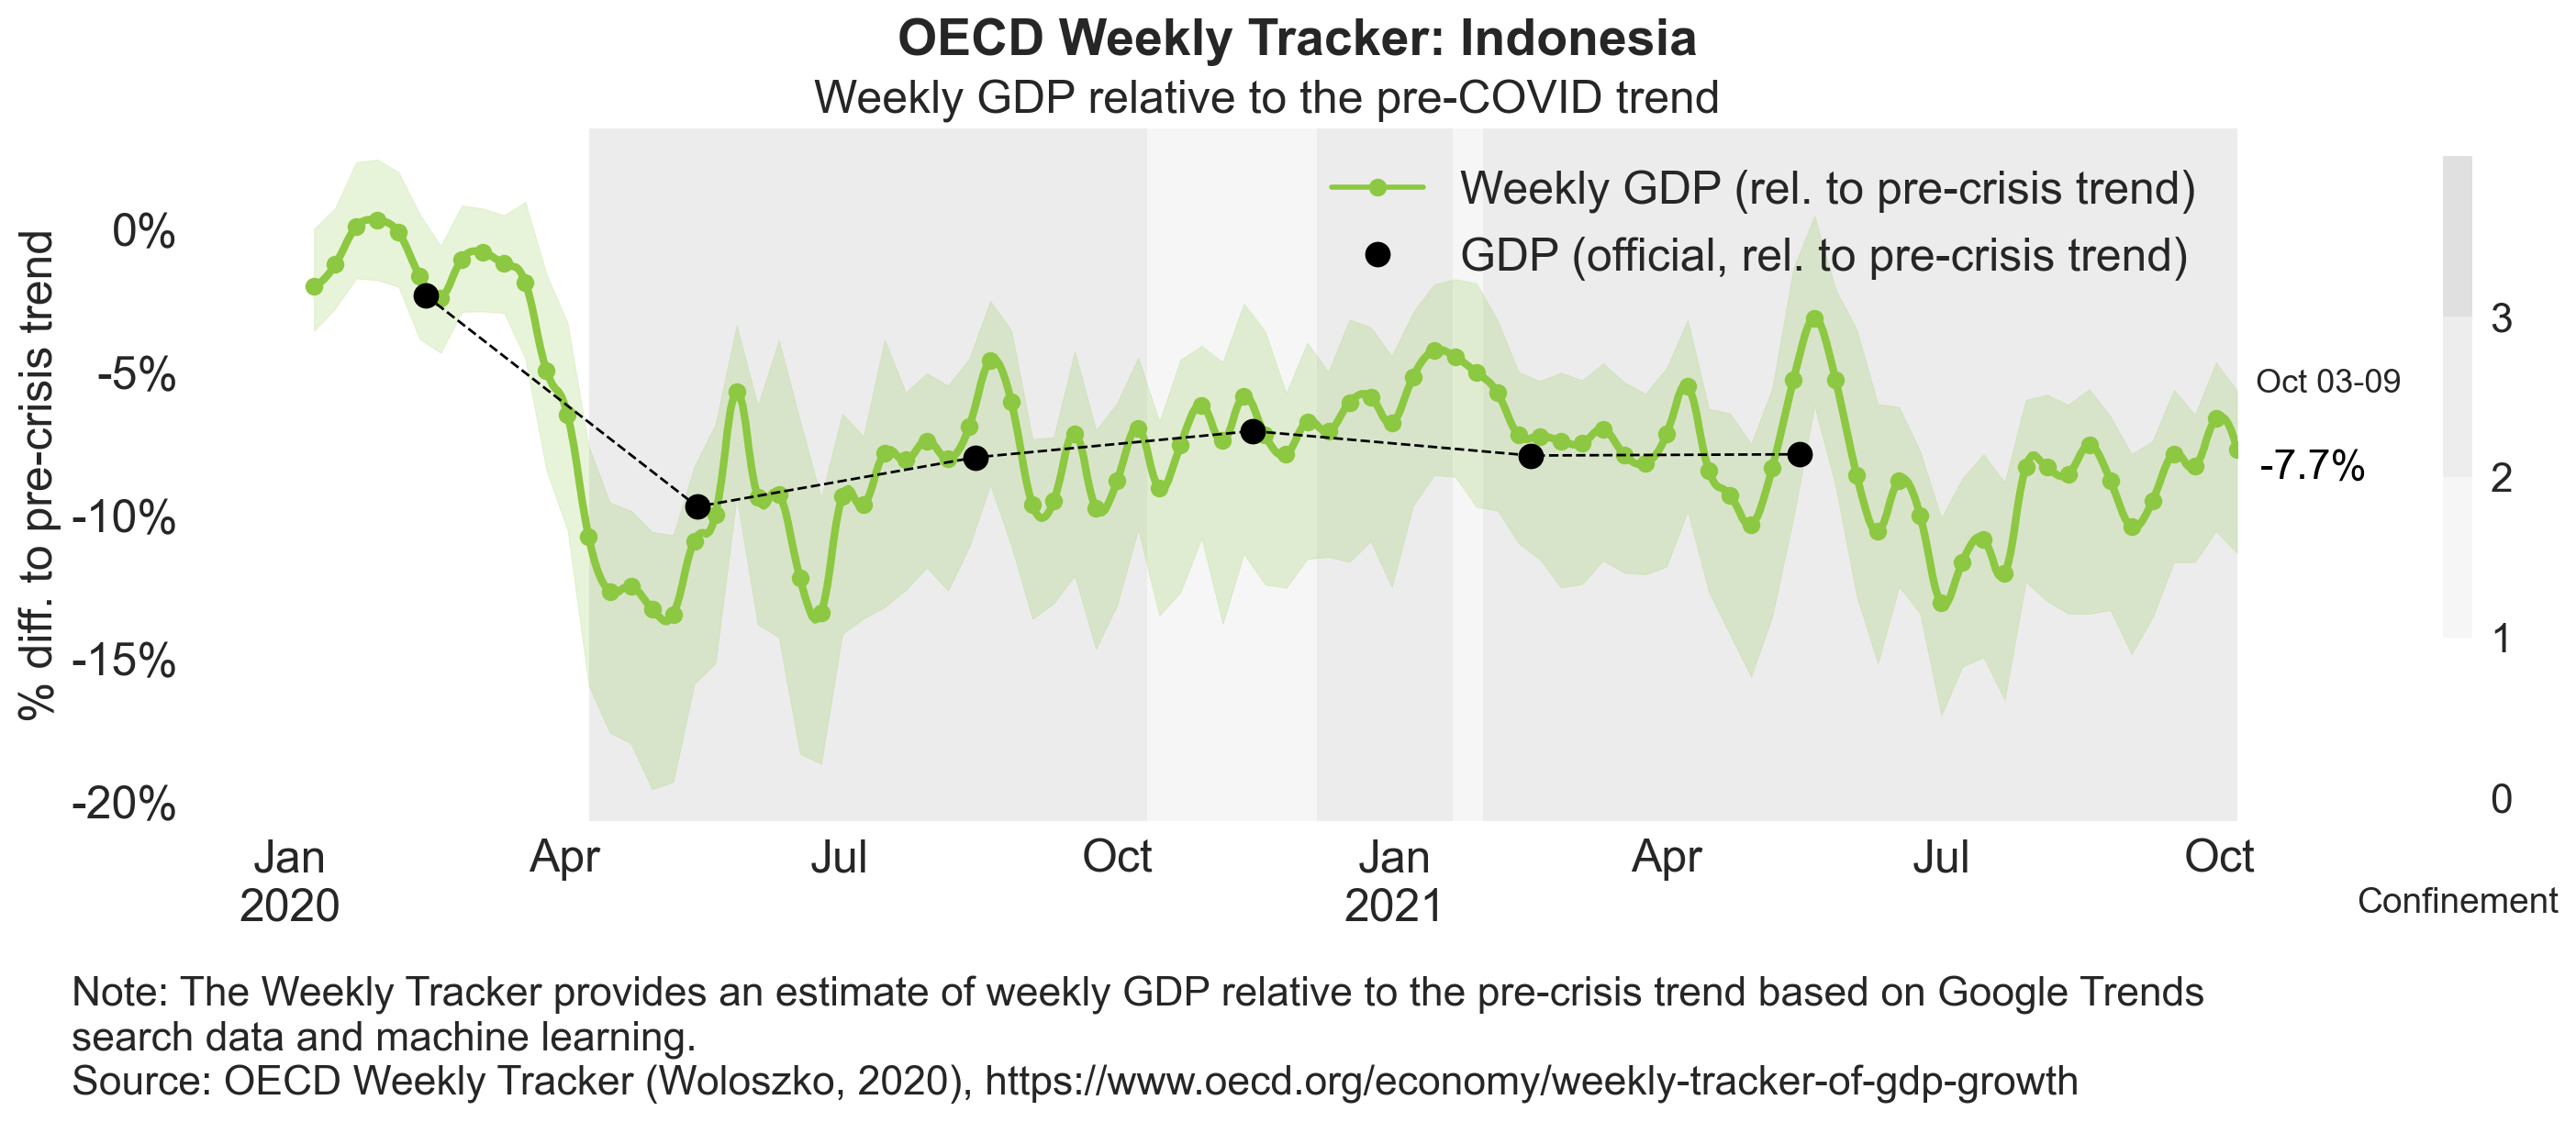 OECD Weekly Tracker: Indonesia
Weekly GDP relative to the pre-COVID trend
% diff. to pre-crisis trend
0%
-5%
-10%
-15%
-20%
Weekly GDP (rel. to pre-crisis trend)
GDP (official, rel. to pre-crisis trend)
Oct 03-09
-7.7%
3
2
1
0
Confinement
Jan
2020
Apr
Jul
Oct
Jan
2021
Apr
Jul
Oct
Note: The Weekly Tracker provides an estimate of weekly GDP relative to the pre-crisis trend based on Google Trends
search data and machine learning.
Source: OECD Weekly Tracker (Woloszko, 2020), https://www.oecd.org/economy/weekly-tracker-of-gdp-growth